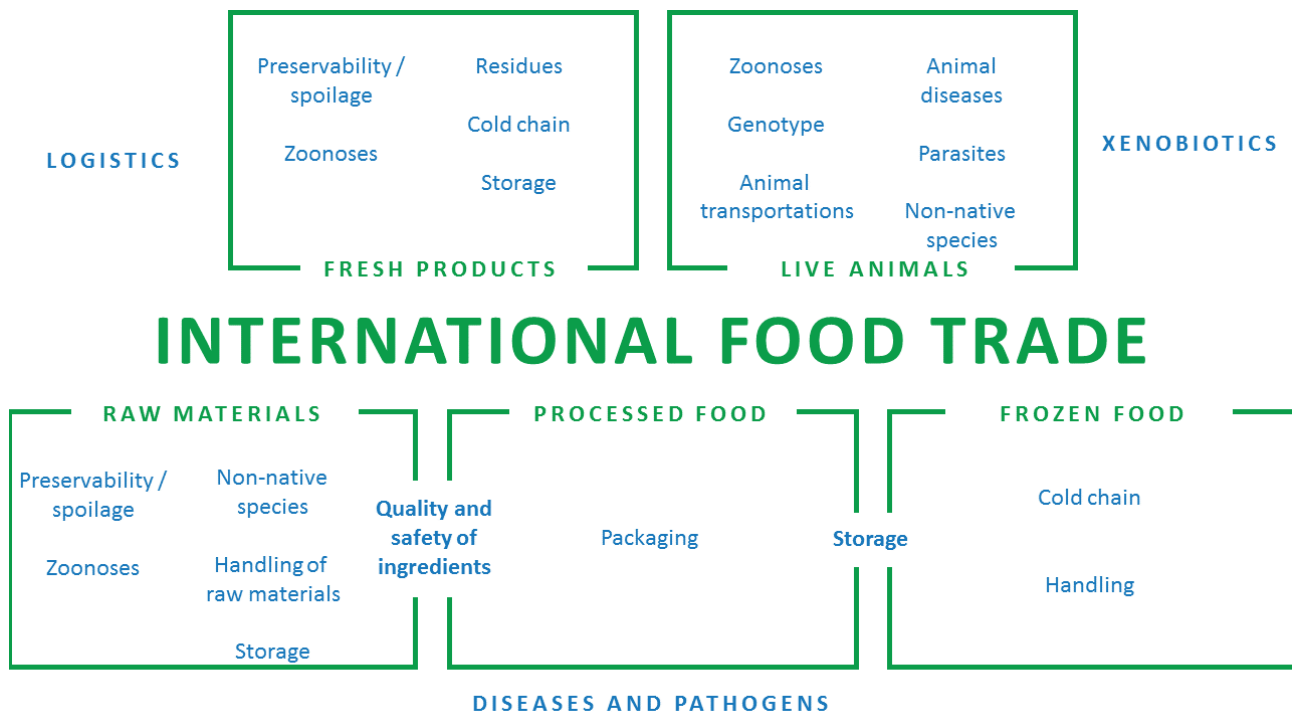 LOGISTICS
Preservability /
spoilage
Zoonoses
Residues
Cold chain
Storage
FRESH PRODUCTS
Zoonoses
Genotype
Animal
transportations
Animal
diseases
Parasites
Non-native
species
LIVE ANIMALS
XENOBIOTICS
INTERNATIONAL FOOD TRADE
RAW MATERIALS
Preservability /
spoilage
Zoonoses
Non-native
species
Handling of
raw materials
Storage
Quality and
safety of
ingredients
PROCESSED FOOD
Packaging
Storage
FROZEN FOOD
Cold chain
Handling
DISEASES AND PATHOGENS